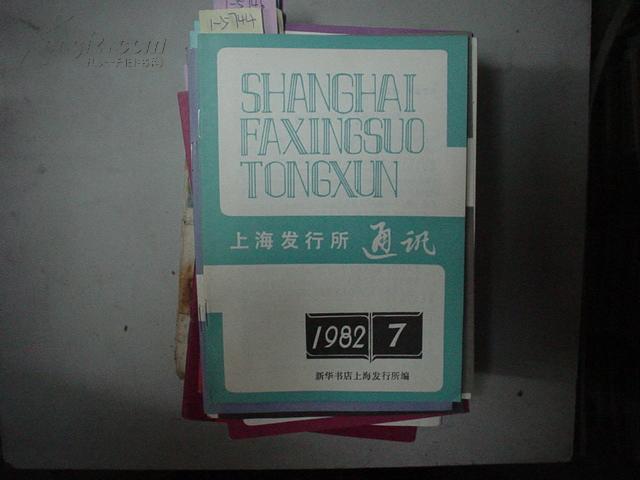 1-5744
SHANGHAI
FAXINGSUO
TONGXUN
上海发行所 通讯
1982 7
新华书店上海发行所编